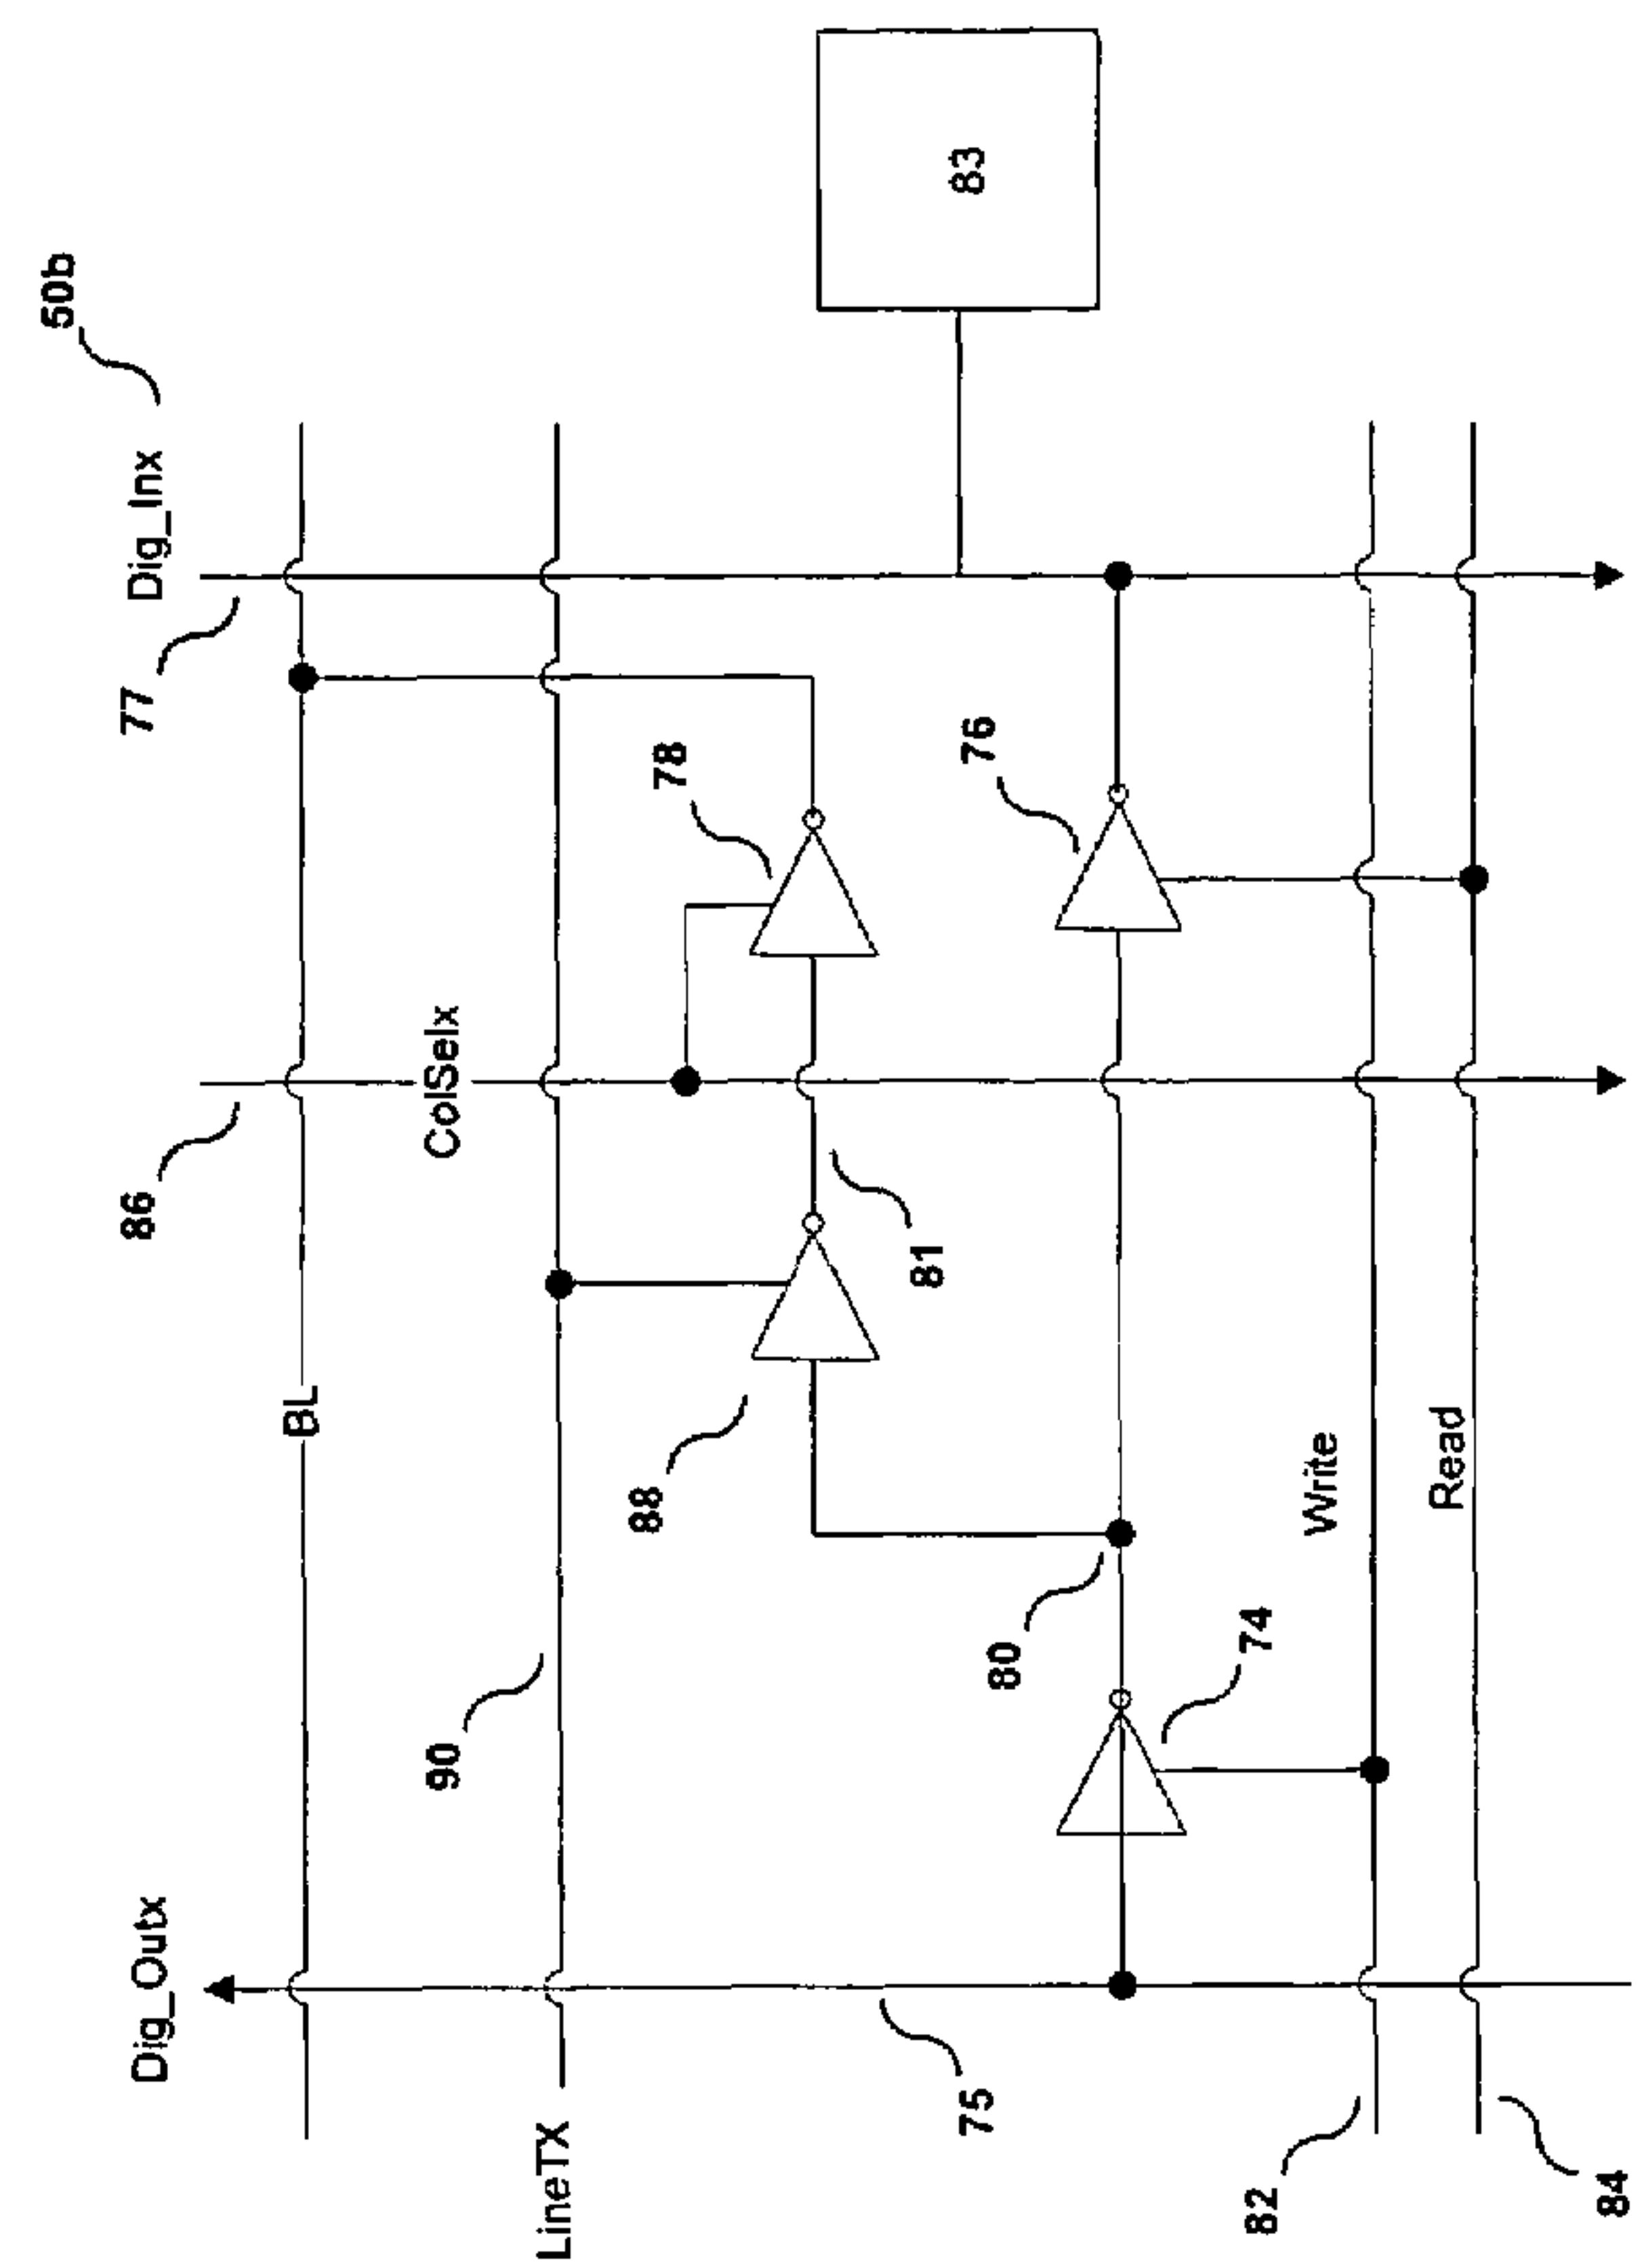 50b
Dig_Outx
86
77
Dig_Inx
BL
90
ColSelx
LineTX
88
78
81
75
76
83
80
82
74
Write
Read
84